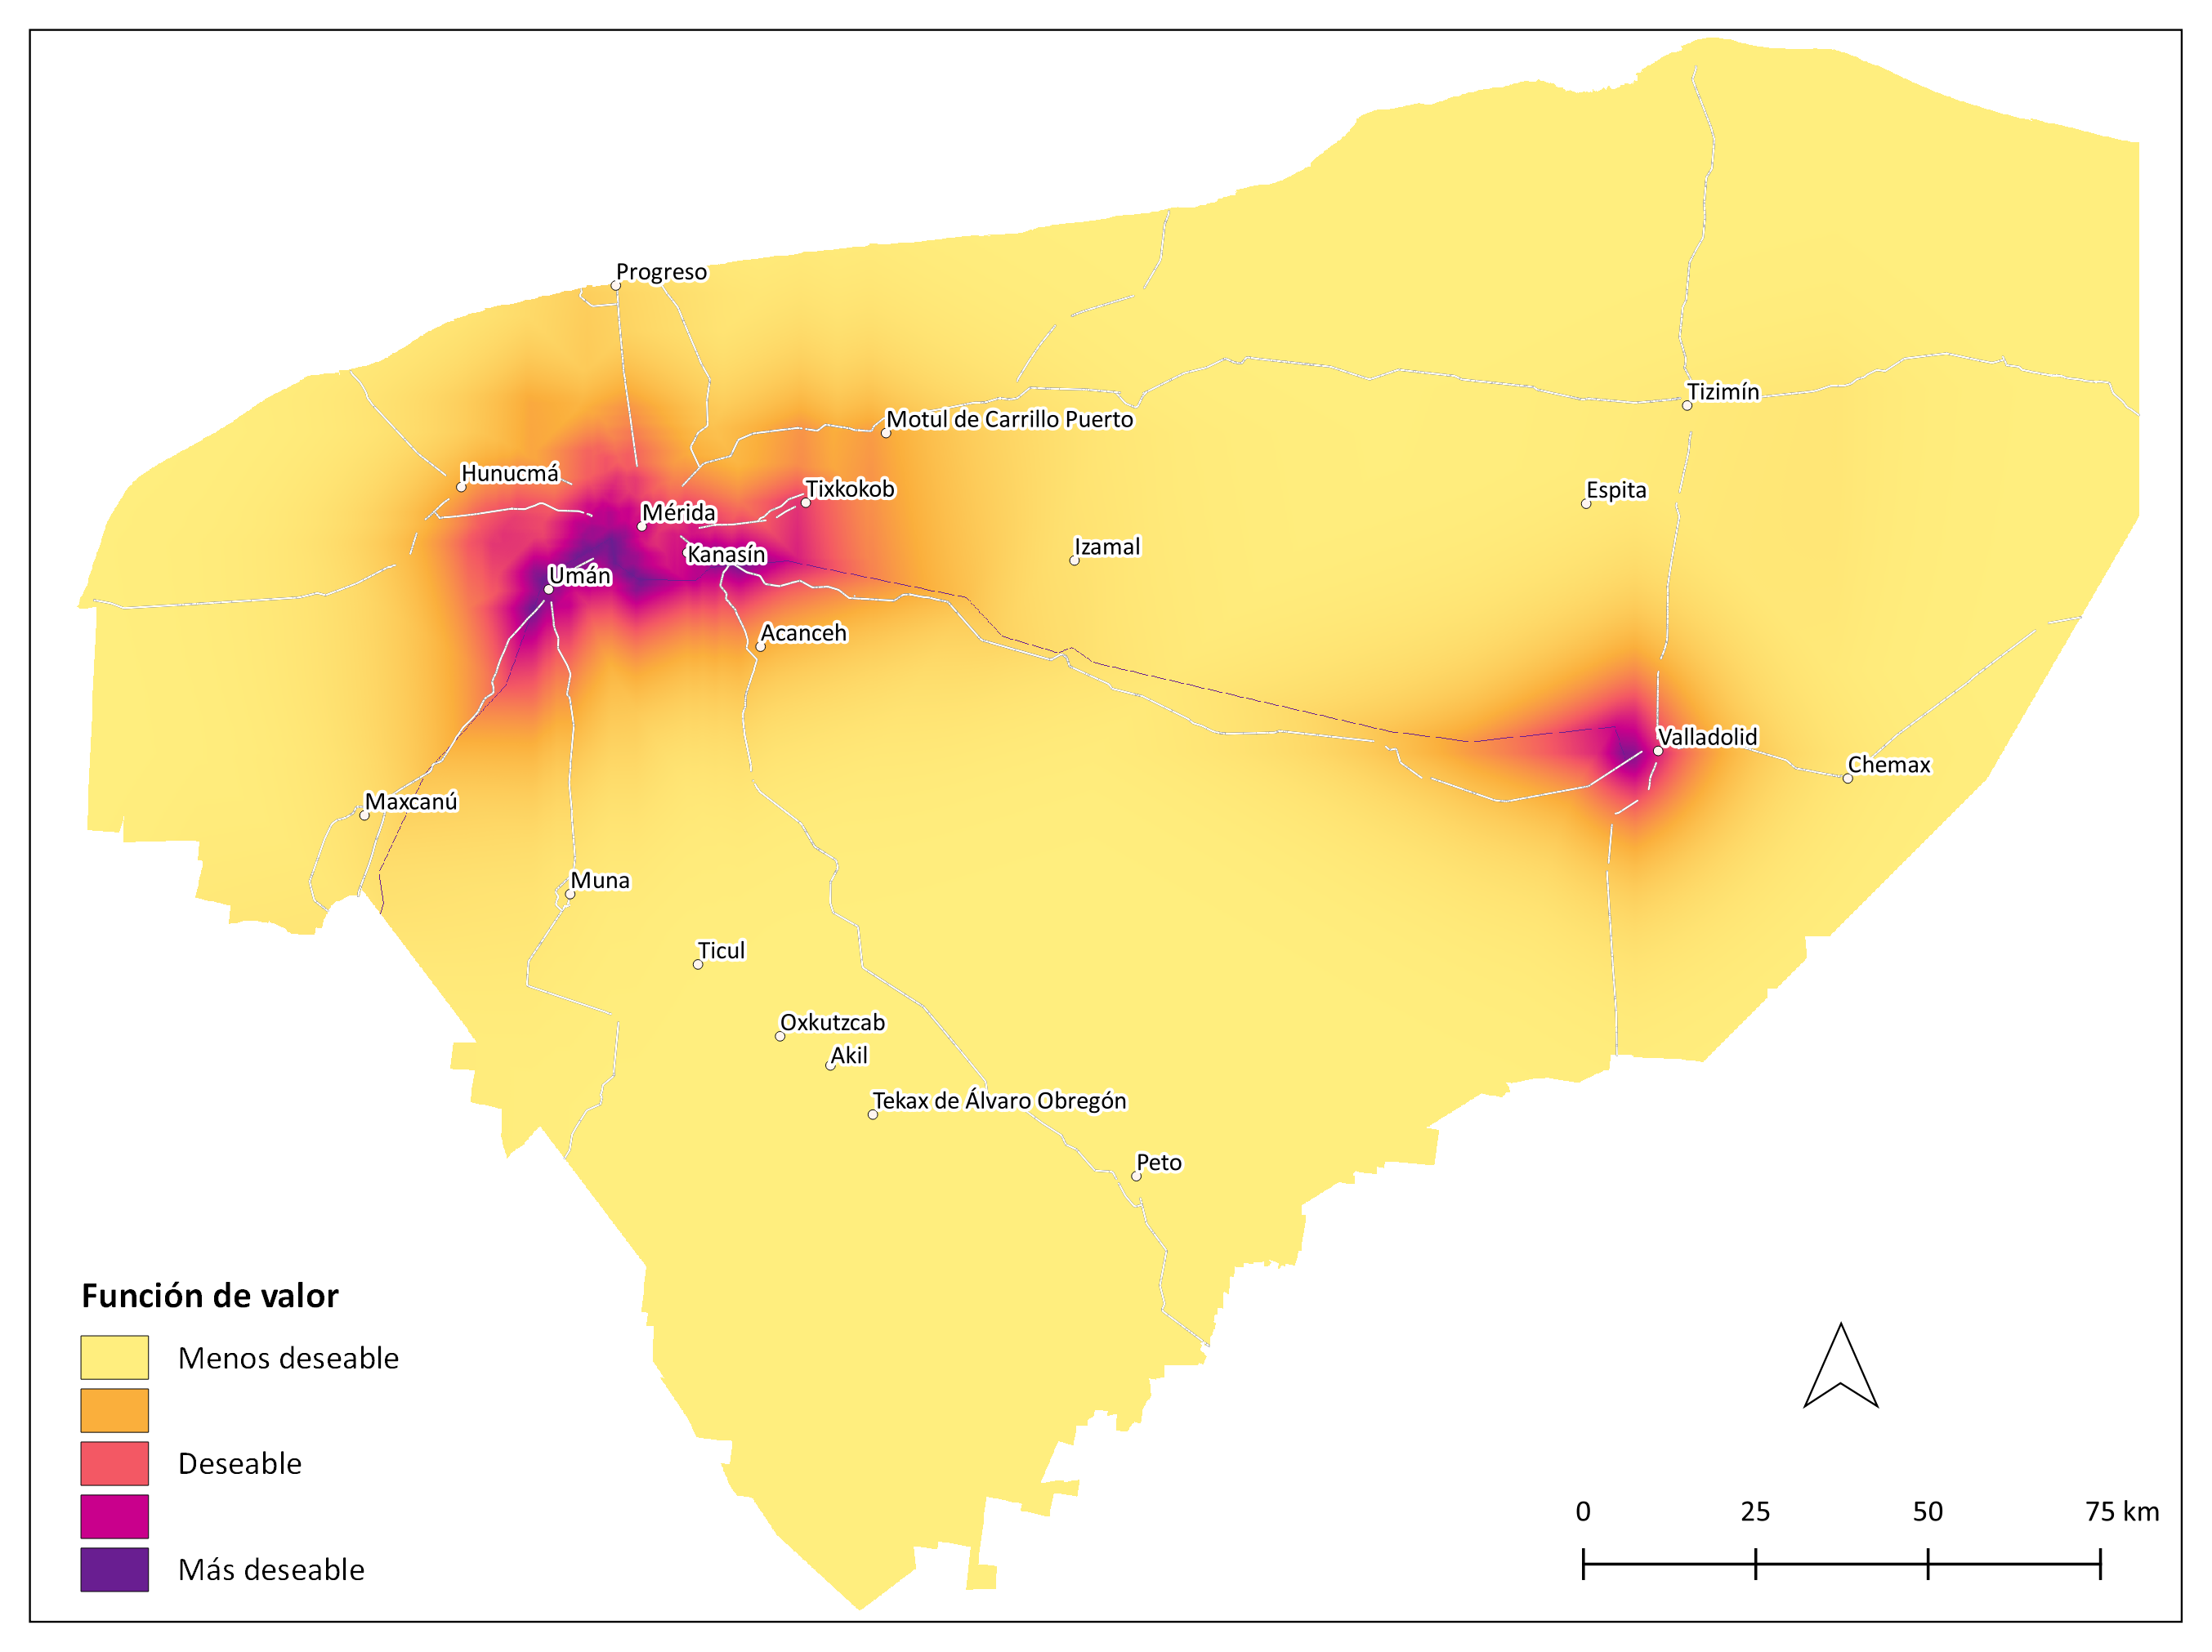 Progreso
Tizimín
Motul de Carrillo Puerto
Hunucmá
Tixkokob
Espita
Mérida
Izamal
Kanasín
Umán
Acanceh
Valladolid
Chemax
Maxcanú
Muna
Ticul
Oxkutzcab
Akil
Tekax de Álvaro Obregón
Peto
Función de valor
Menos deseable
Deseable
Más deseable
0 25 50 75 km